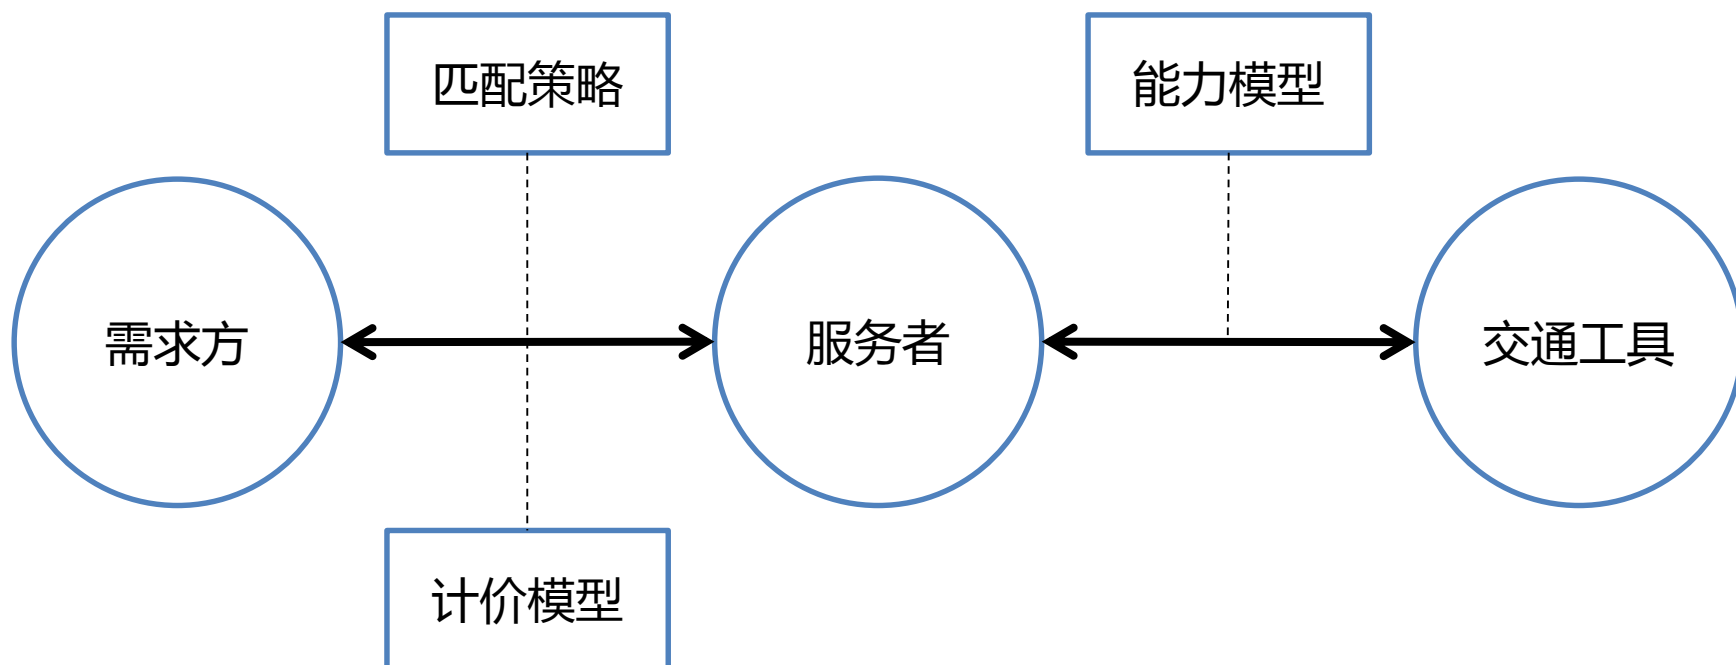 匹配策略
能力模型
需求方
服务者
交通工具
计价模型